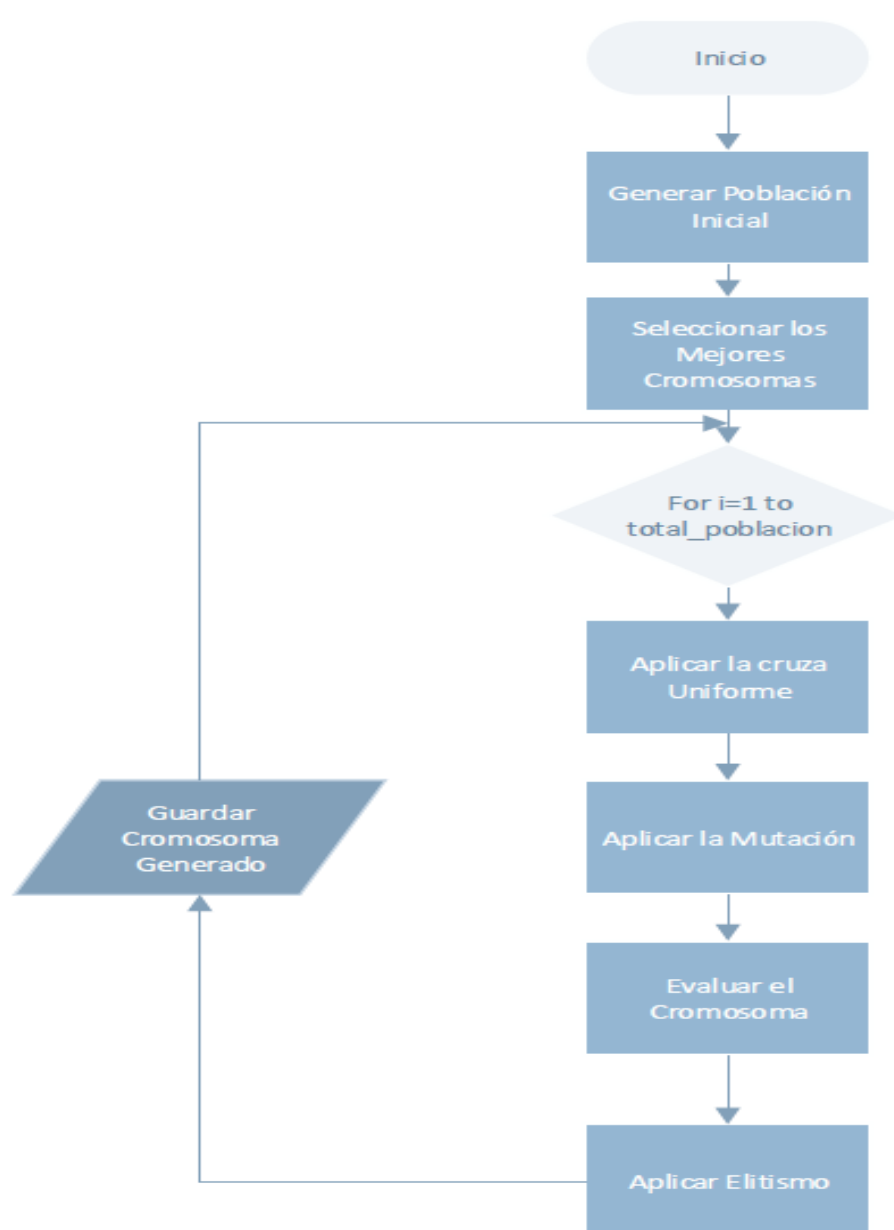 Inicio
Generar Población
Inicial
Seleccionar los
Mejores
Cromosomas
For i=1 to
total_poblacion
Aplicar la cruza
Uniforme
Aplicar la Mutación
Evaluar el
Cromosoma
Aplicar Elitismo
Guardar
Cromosoma
Generado